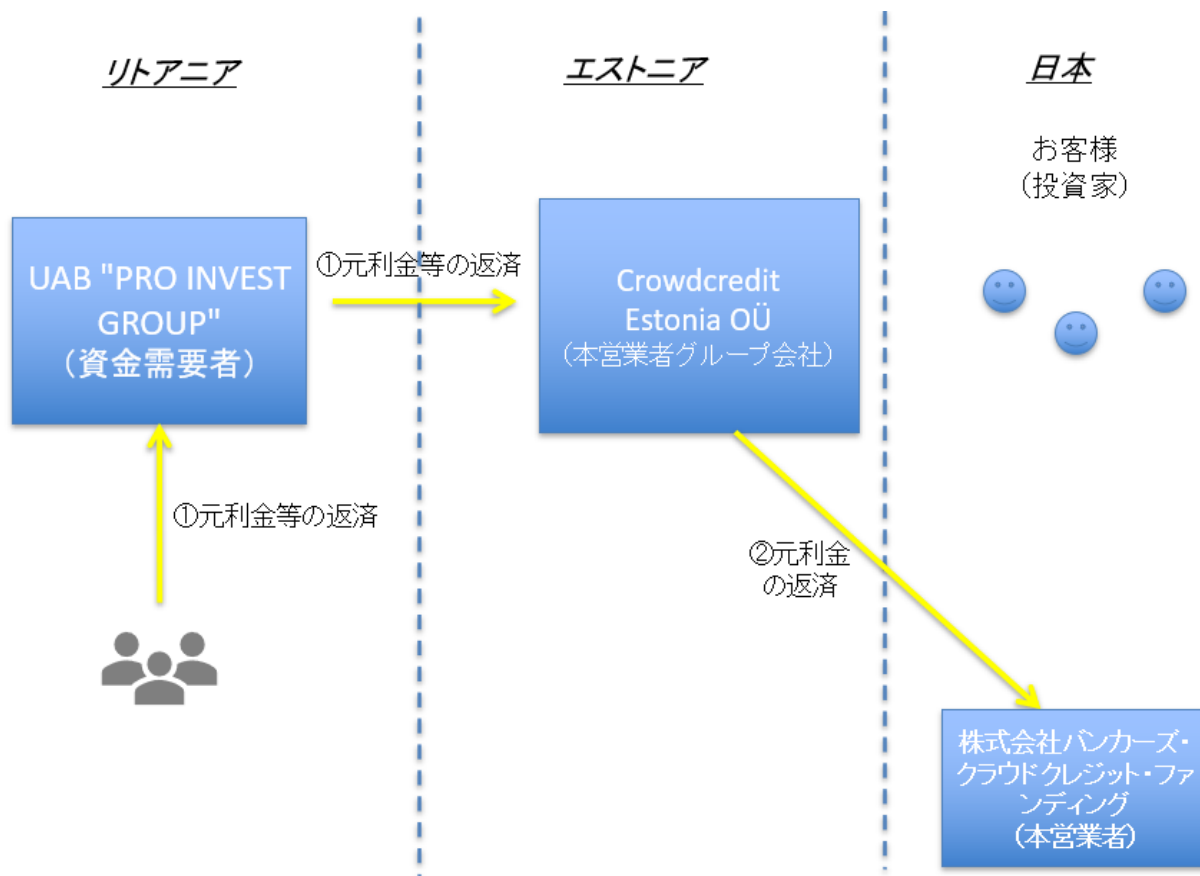 リトアニア
エストニア
日本
お客様
（投資家）
UAB "PRO INVEST
GROUP"
（資金需要者）
①元利金等の返済
Crowdcredit
Estonia OÜ
（本営業者グループ会社）
①元利金等の返済
②元利金
の返済
株式会社バンカーズ・
クラウドクレジット・ファ
ンディング
（本営業者）